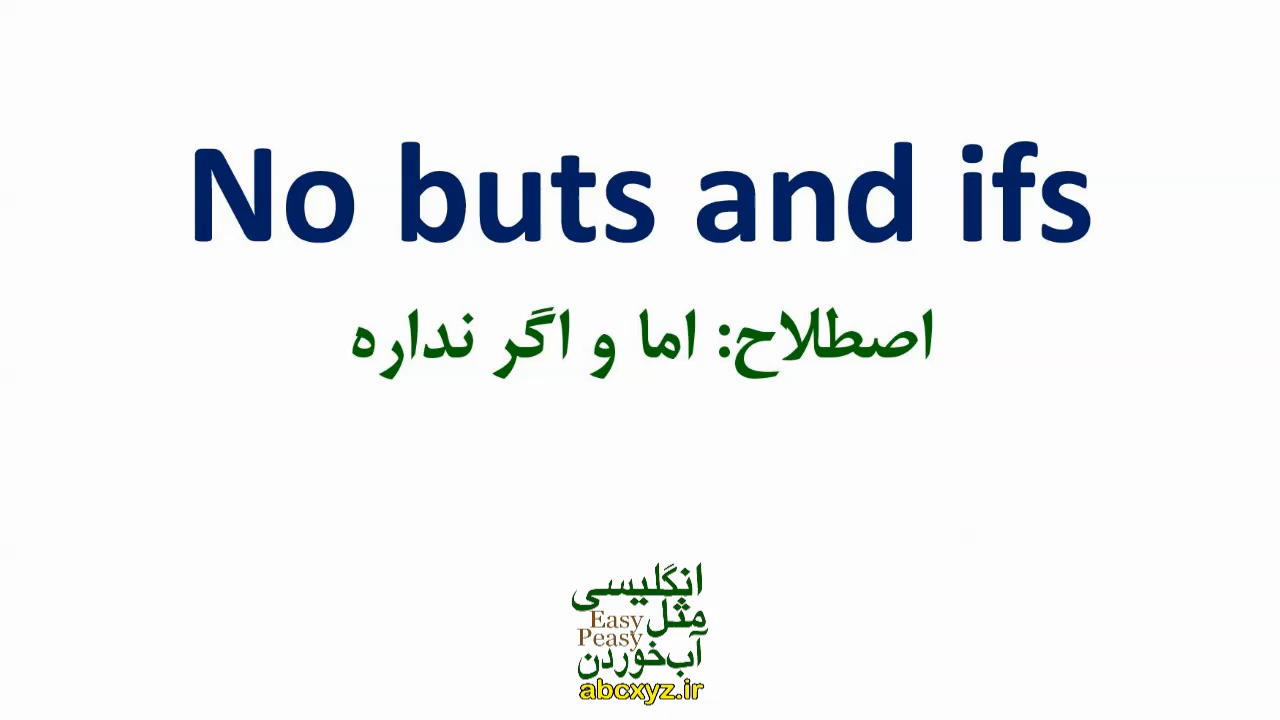 No buts and ifs
اصطلاح: اما و اگر نداره
انگلیسی
مثل Easy
Peasy
آب‌خوردن
abcxyz.ir